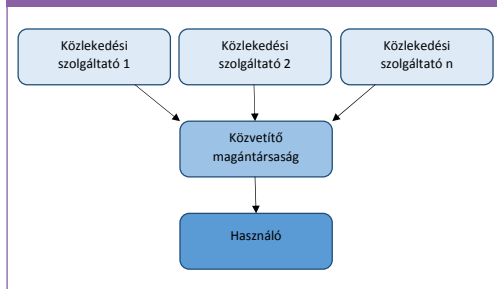 Közlekedési
szolgáltató 1
Közlekedési
szolgáltató 2
Közlekedési
szolgáltató n
Közvetítő
magántársaság
Használó